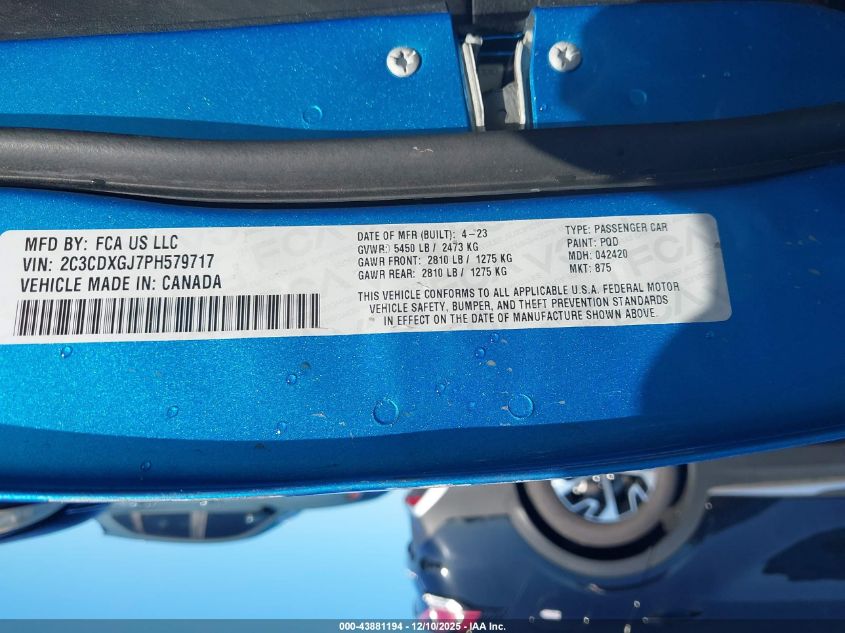 MFD BY: FCA US LLC
VIN: 2C3CDXGJ7PH579717
VEHICLE MADE IN: CANADA
DATE OF MFR (BUILT): 4-23
GVWR: 5450 LB / 2473 KG
GAWR FRONT: 2810 LB / 1275 KG
GAWR REAR: 2810 LB / 1275 KG
TYPE: PASSENGER CAR
PAINT: PQD
MDH: 042420
MKT: 875
THIS VEHICLE CONFORMS TO ALL APPLICABLE U.S.A. FEDERAL MOTOR
VEHICLE SAFETY, BUMPER, AND THEFT PREVENTION STANDARDS
IN EFFECT ON THE DATE OF MANUFACTURE SHOWN ABOVE.
000-43881194 - 12/10/2025 - IAA Inc.